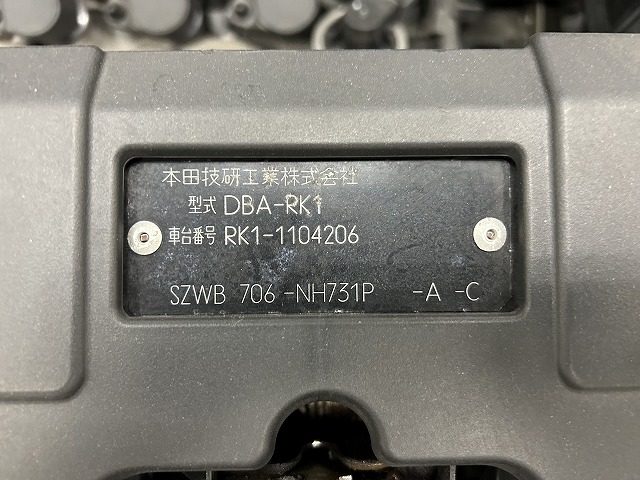 本田技研工業株式会社
型式 DBA-RK1
車台番号 RK1-1104206
SZWB 706 -NH731P -A -C